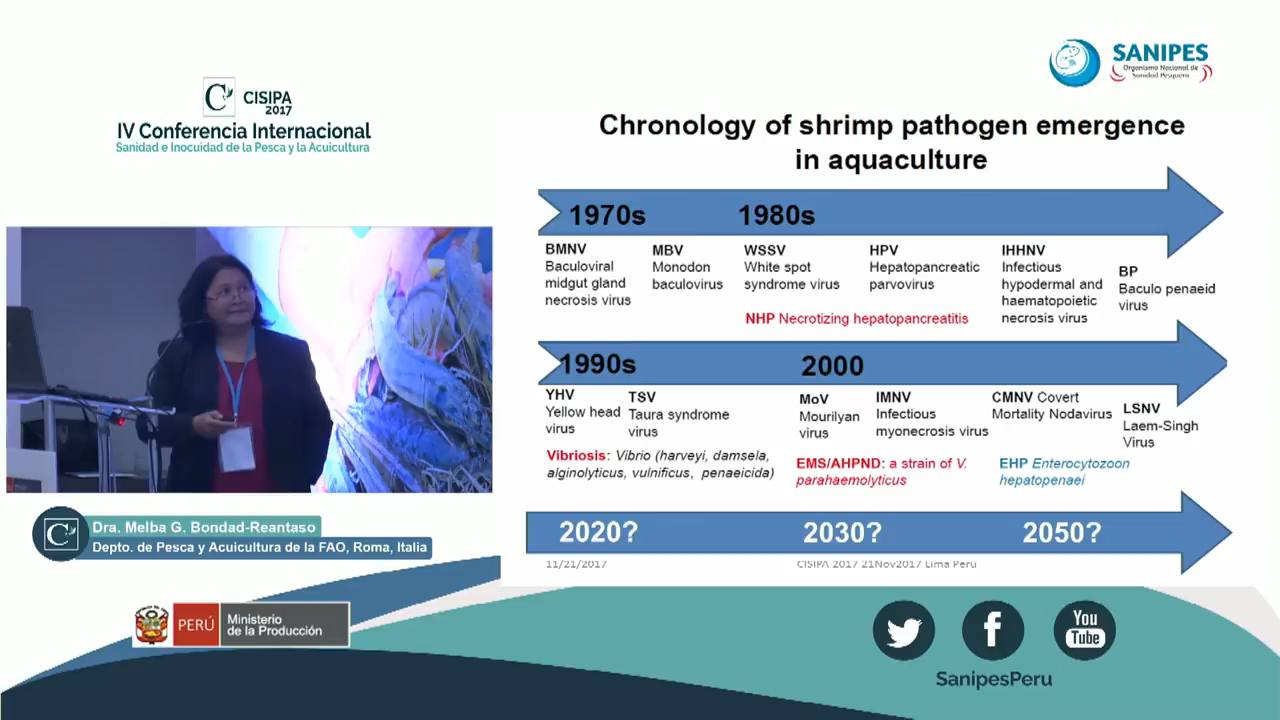 CISIPA
2017
IV Conferencia Internacional
Sanidad e Inocuidad de la Pesca y la Acuicultura
SANIPES
Organismo Nacional de
Sanidad Pesquera
Chronology of shrimp pathogen emergence
in aquaculture
1970s
1980s
BMNV
Baculoviral
midgut gland
necrosis virus
MBV
Monodon
baculovirus
WSSV
White spot
syndrome virus
HPV
Hepatopancreatic
parvovirus
IHHNV
Infectious
hypodermal and
haematopoietic
necrosis virus
BP
Baculo penaeid
virus
NHP Necrotizing hepatopancreatitis
1990s
2000
YHV
Yellow head
virus
TSV
Taura syndrome
virus
MoV
Mourilyan
virus
IMNV
Infectious
myonecrosis virus
CMNV Covert
Mortality Nodavirus
LSNV
Laem-Singh
Virus
Vibriosis: Vibrio (harveyi, damsela,
alginolyticus, vulnificus, penaeicida)
EMS/AHPND: a strain of V.
parahaemolyticus
EHP Enterocytozoon
hepatopenaei
2020?
2030?
2050?
11/21/2017
CISIPA 2017 21Nov2017 Lima Peru
Dra. Melba G. Bondad-Reantaso
Depto. de Pesca y Acuicultura de la FAO, Roma, Italia
PERÚ
Ministerio
de la Producción
You
Tube
SanipesPeru